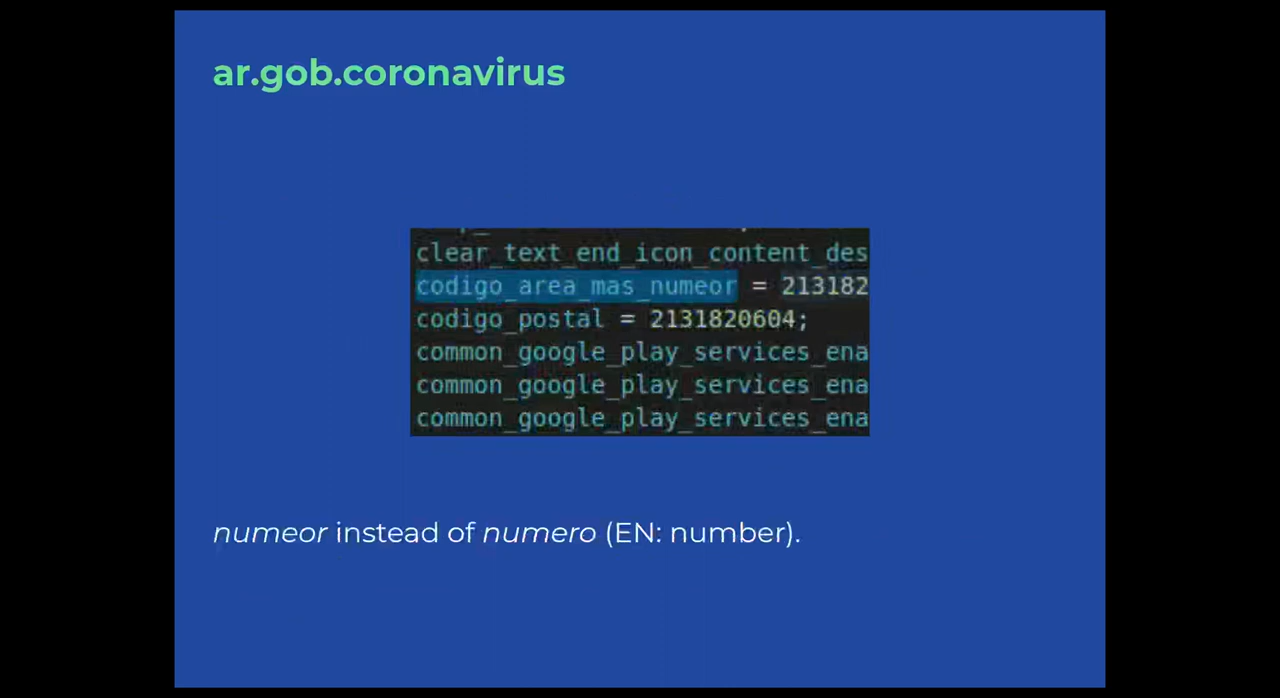 ar.gob.coronavirus
clear_text_end_icon_content_des
codigo_area_mas_numeor = 213182
codigo_postal = 2131820604;
common_google_play_services_ena
common_google_play_services_ena
common_google_play_services_ena
numeor instead of numero (EN: number).